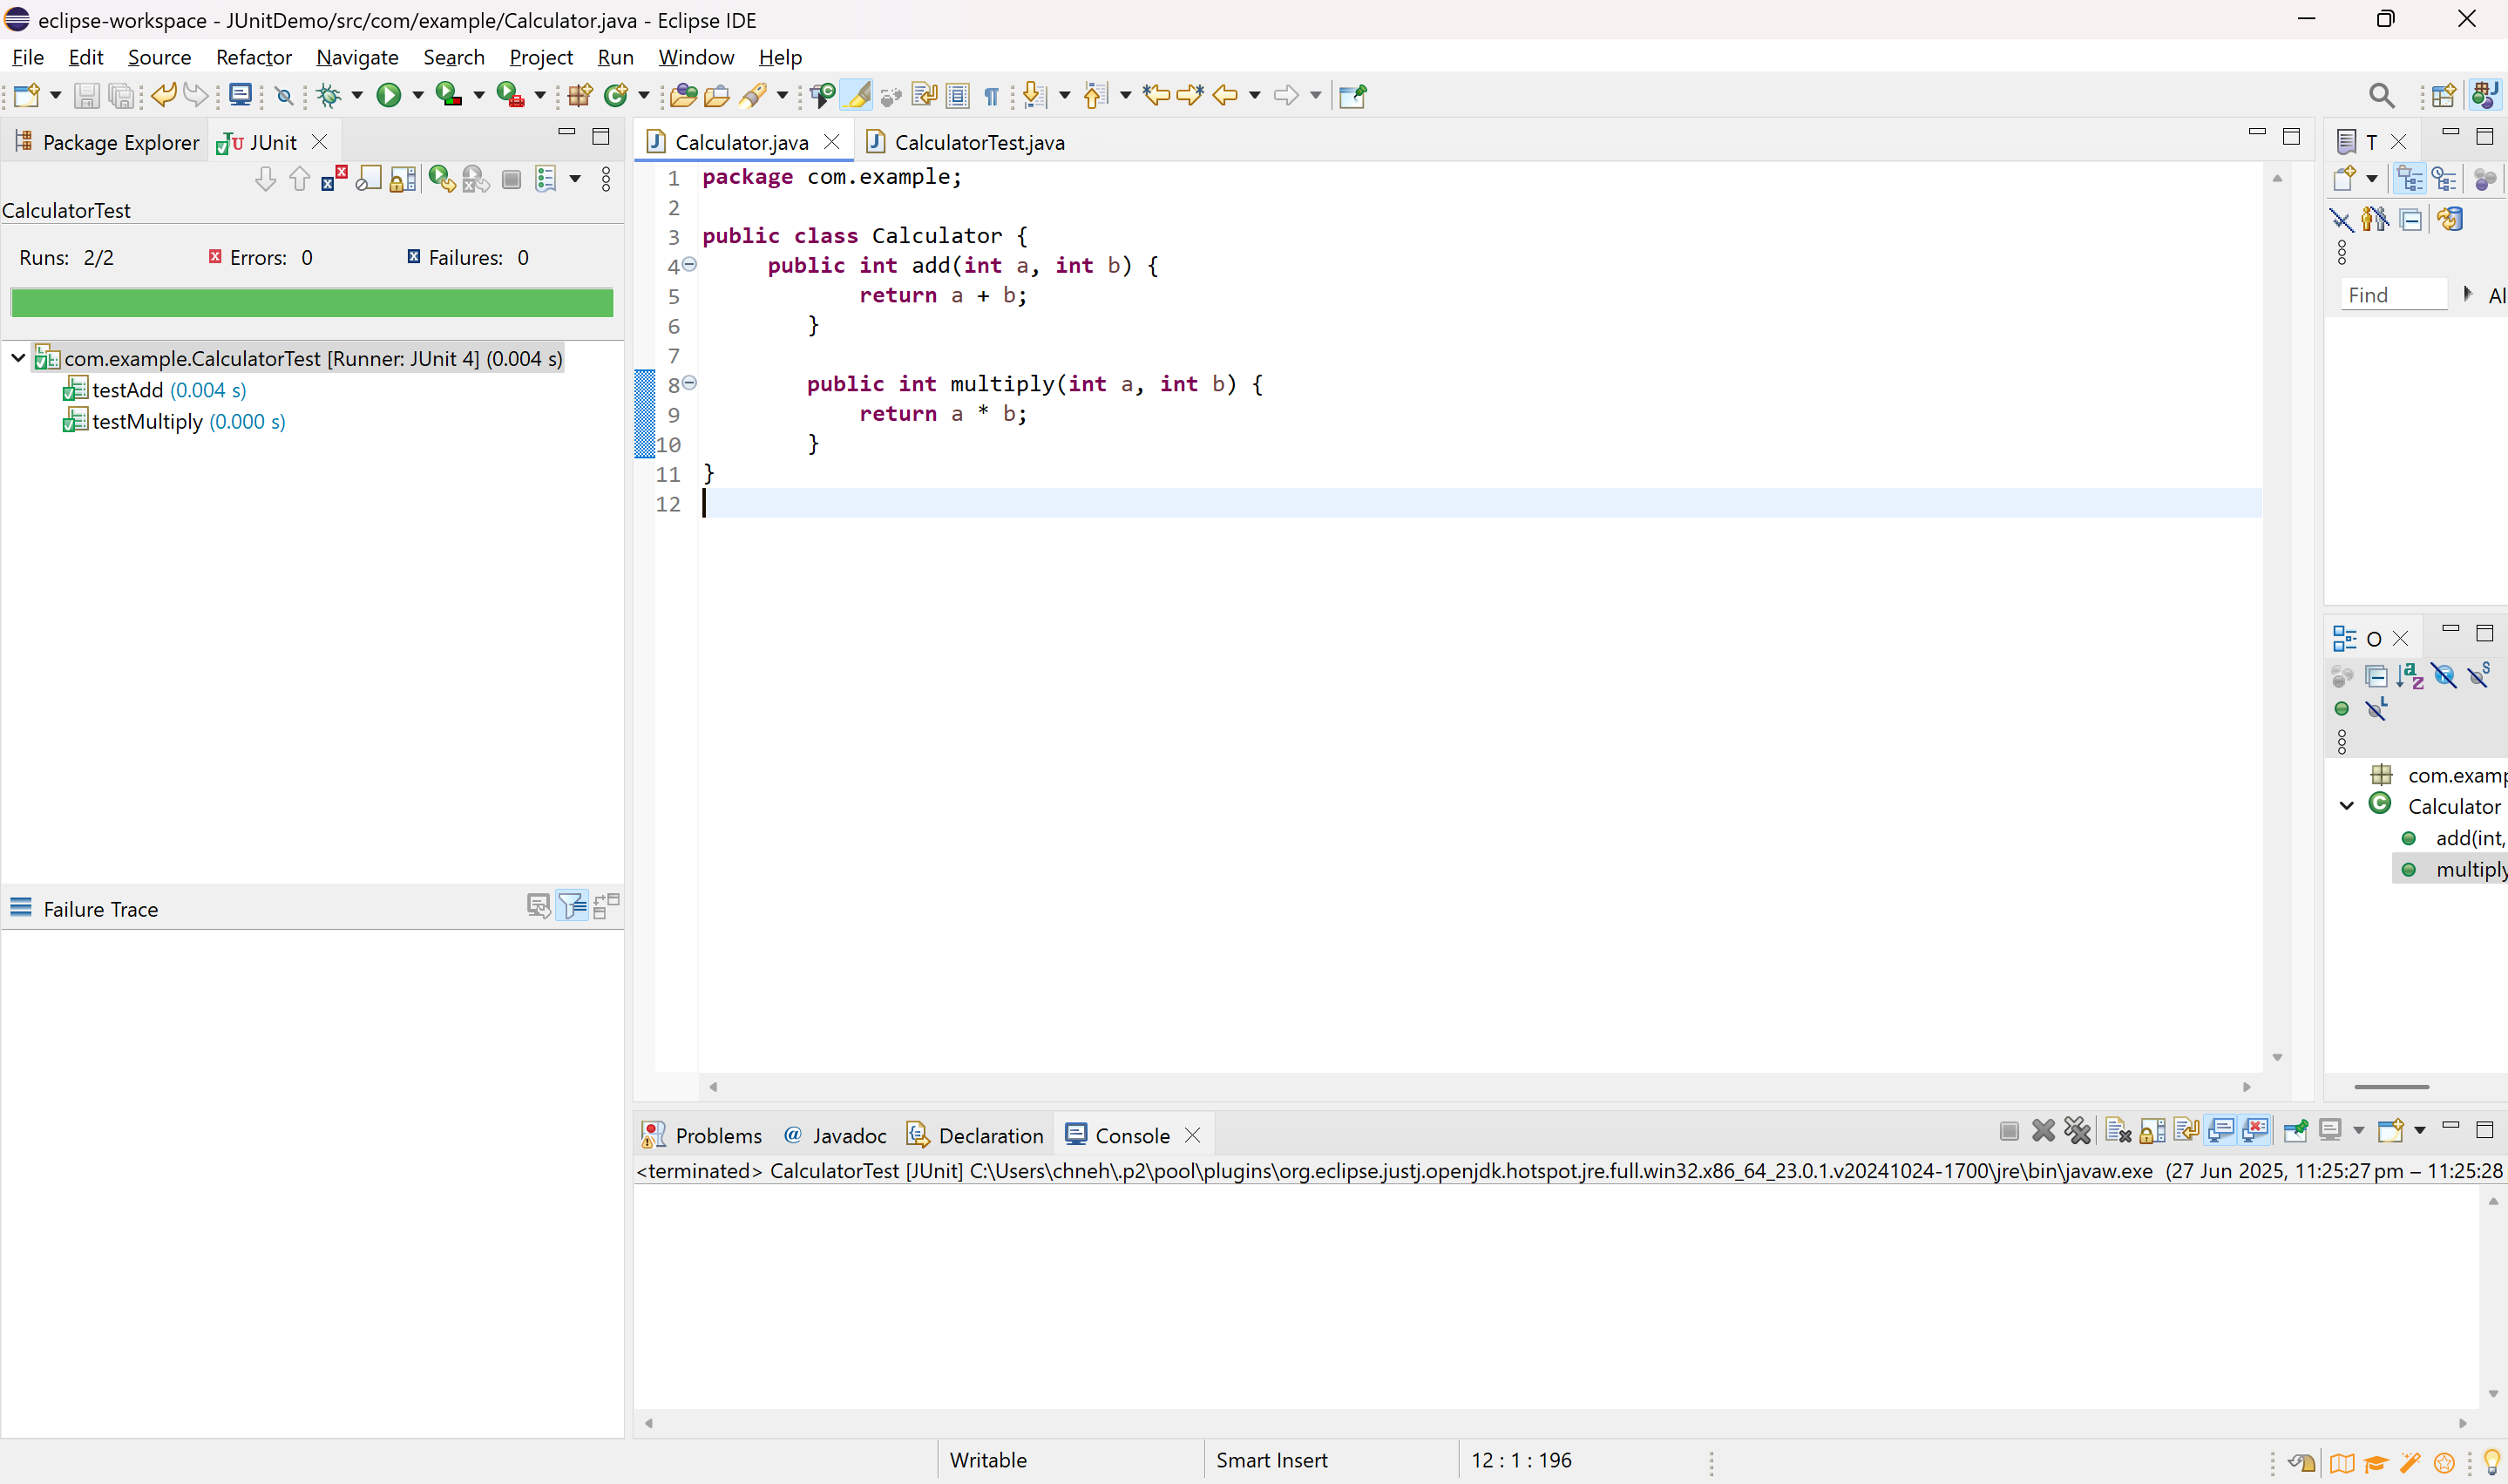 eclipse-workspace - JUnitDemo/src/com/example/Calculator.java - Eclipse IDE
File Edit Source Refactor Navigate Search Project Run Window Help
Package Explorer JUnit
CalculatorTest
Runs: 2/2 Errors: 0 Failures: 0
com.example.CalculatorTest [Runner: JUnit 4] (0.004 s)
testAdd (0.004 s)
testMultiply (0.000 s)
Failure Trace
Calculator.java CalculatorTest.java
1 package com.example;
2
3 public class Calculator {
4 public int add(int a, int b) {
5 return a + b;
6 }
7
8 public int multiply(int a, int b) {
9 return a * b;
10 }
11 }
12
T
Find Al
O
com.examp
Calculator
add(int,
multiply
Problems Javadoc Declaration Console
<terminated> CalculatorTest [JUnit] C:\Users\chneh\.p2\pool\plugins\org.eclipse.justj.openjdk.hotspot.jre.full.win32.x86_64_23.0.1.v20241024-1700\jre\bin\javaw.exe (27 Jun 2025, 11:25:27 pm – 11:25:28
Writable Smart Insert 12 : 1 : 196